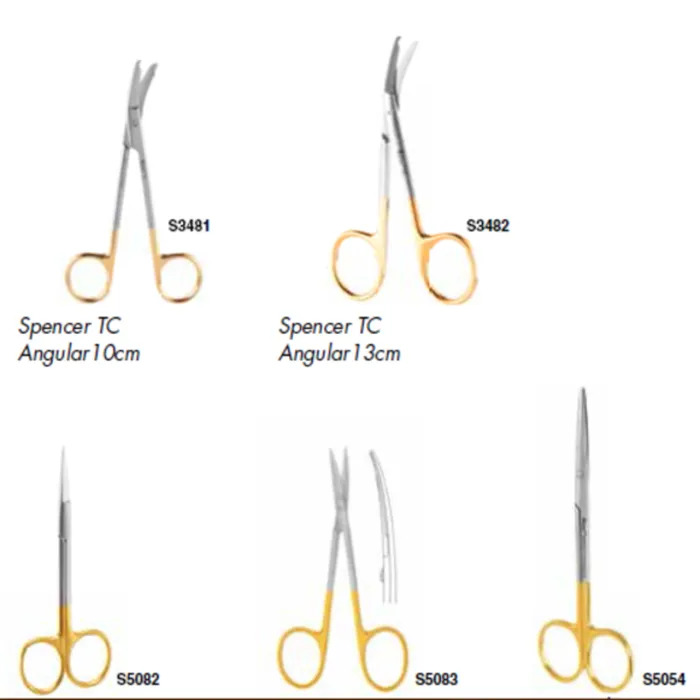 S3481
S3482
Spencer TC
Angular10cm
Spencer TC
Angular13cm
S5082
S5083
S5054